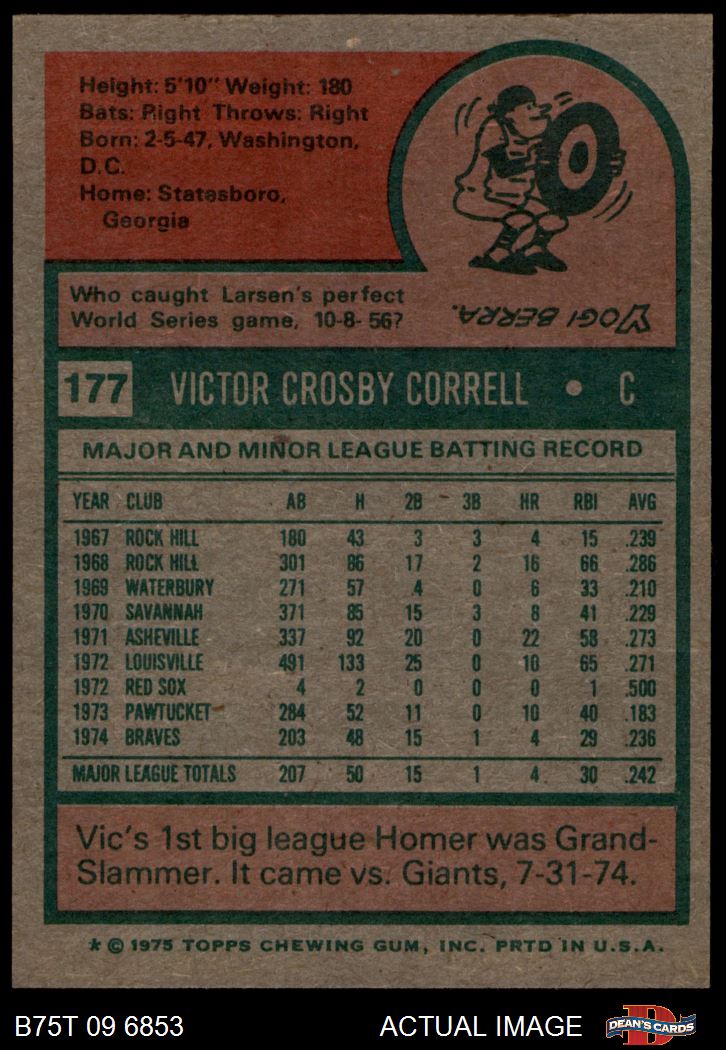 Height: 5'10" Weight: 180
Bats: Right Throws: Right
Born: 2-5-47, Washington,
D.C.
Home: Statesboro,
Georgia
0
Who caught Larsen's perfect
World Series game, 10-8-56?
YOGI BERRA.
177 VICTOR CROSBY CORRELL • C
MAJOR AND MINOR LEAGUE BATTING RECORD
YEAR CLUB AB H 2B 3B HR RBI AVG
1967 ROCK HILL 180 43 3 3 4 15 .239
1968 ROCK HILL 301 86 17 2 16 66 .286
1969 WATERBURY 271 57 4 0 6 33 .210
1970 SAVANNAH 371 85 15 3 8 41 .229
1971 ASHEVILLE 337 92 20 0 22 58 .273
1972 LOUISVILLE 491 133 25 0 10 65 .271
1972 RED SOX 4 2 0 0 0 1 .500
1973 PAWTUCKET 284 52 11 0 10 40 .183
1974 BRAVES 203 48 15 1 4 29 .236
MAJOR LEAGUE TOTALS 207 50 15 1 4 30 .242
Vic's 1st big league Homer was Grand-
Slammer. It came vs. Giants, 7-31-74.
* © 1975 TOPPS CHEWING GUM, INC. PRTD IN U.S.A.
B75T 09 6853 ACTUAL IMAGE D DEAN'S CARDS